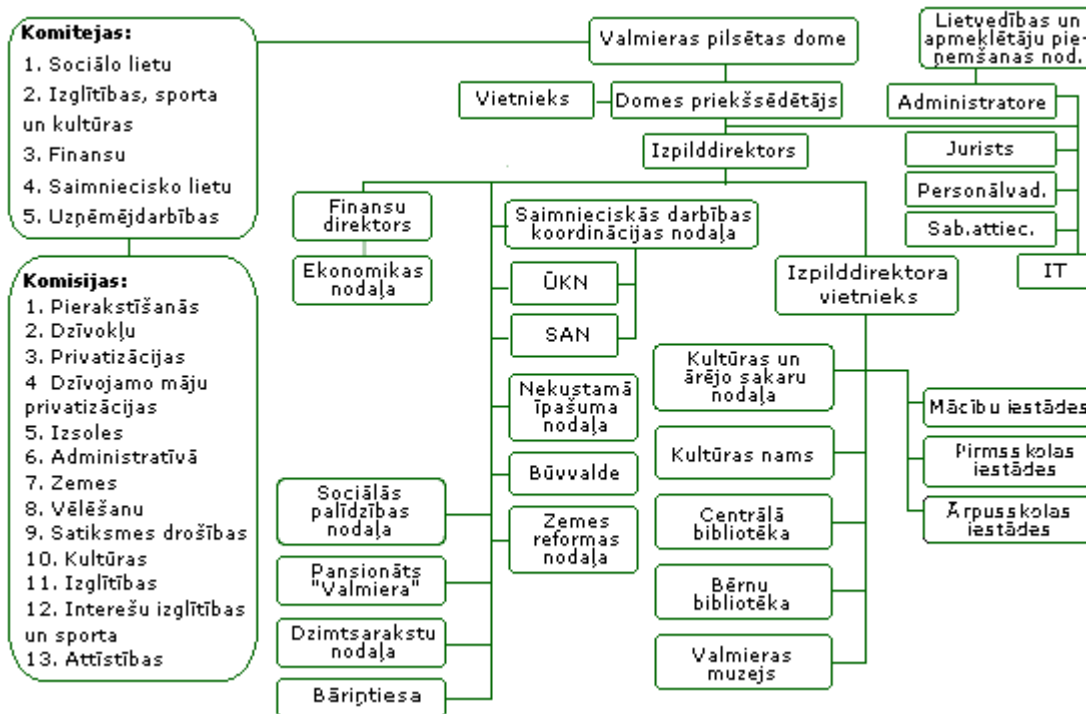 Komitejas:
1. Sociālo lietu
2. Izglītības, sporta
un kultūras
3. Finansu
4. Saimniecisko lietu
5. Uzņēmējdarbības
Komisijas:
1. Pierakstīšanās
2. Dzīvokļu
3. Privatizācijas
4 Dzīvojamo māju
privatizācijas
5. Izsoles
6. Administratīvā
7. Zemes
8. Vēlēšanu
9. Satiksmes drošības
10. Kultūras
11. Izglītības
12. Interešu izglītības
un sporta
13. Attīstības
Valmieras pilsētas dome
Vietnieks
Domes priekšsēdētājs
Izpilddirektors
Lietvedības un
apmeklētāju pie-
ņemšanas nod.
Administratore
Jurists
Personālvad.
Sab.attiec.
IT
Finansu
direktors
Ekonomikas
nodaļa
Saimnieciskās darbības
koordinācijas nodaļa
ŪKN
SAN
Nekustamā
īpašuma
nodaļa
Būvvalde
Zemes
reformas
nodaļa
Sociālās
palīdzības
nodaļa
Pansionāts
"Valmiera"
Dzimtsarakstu
nodaļa
Bāriņtiesa
Izpilddirektora
vietnieks
Kultūras un
ārējo sakaru
nodaļa
Kultūras nams
Centrālā
bibliotēka
Bērnu
bibliotēka
Valmieras
muzejs
Mācību iestādes
Pirmsskolas
iestādes
Ārpusskolas
iestādes